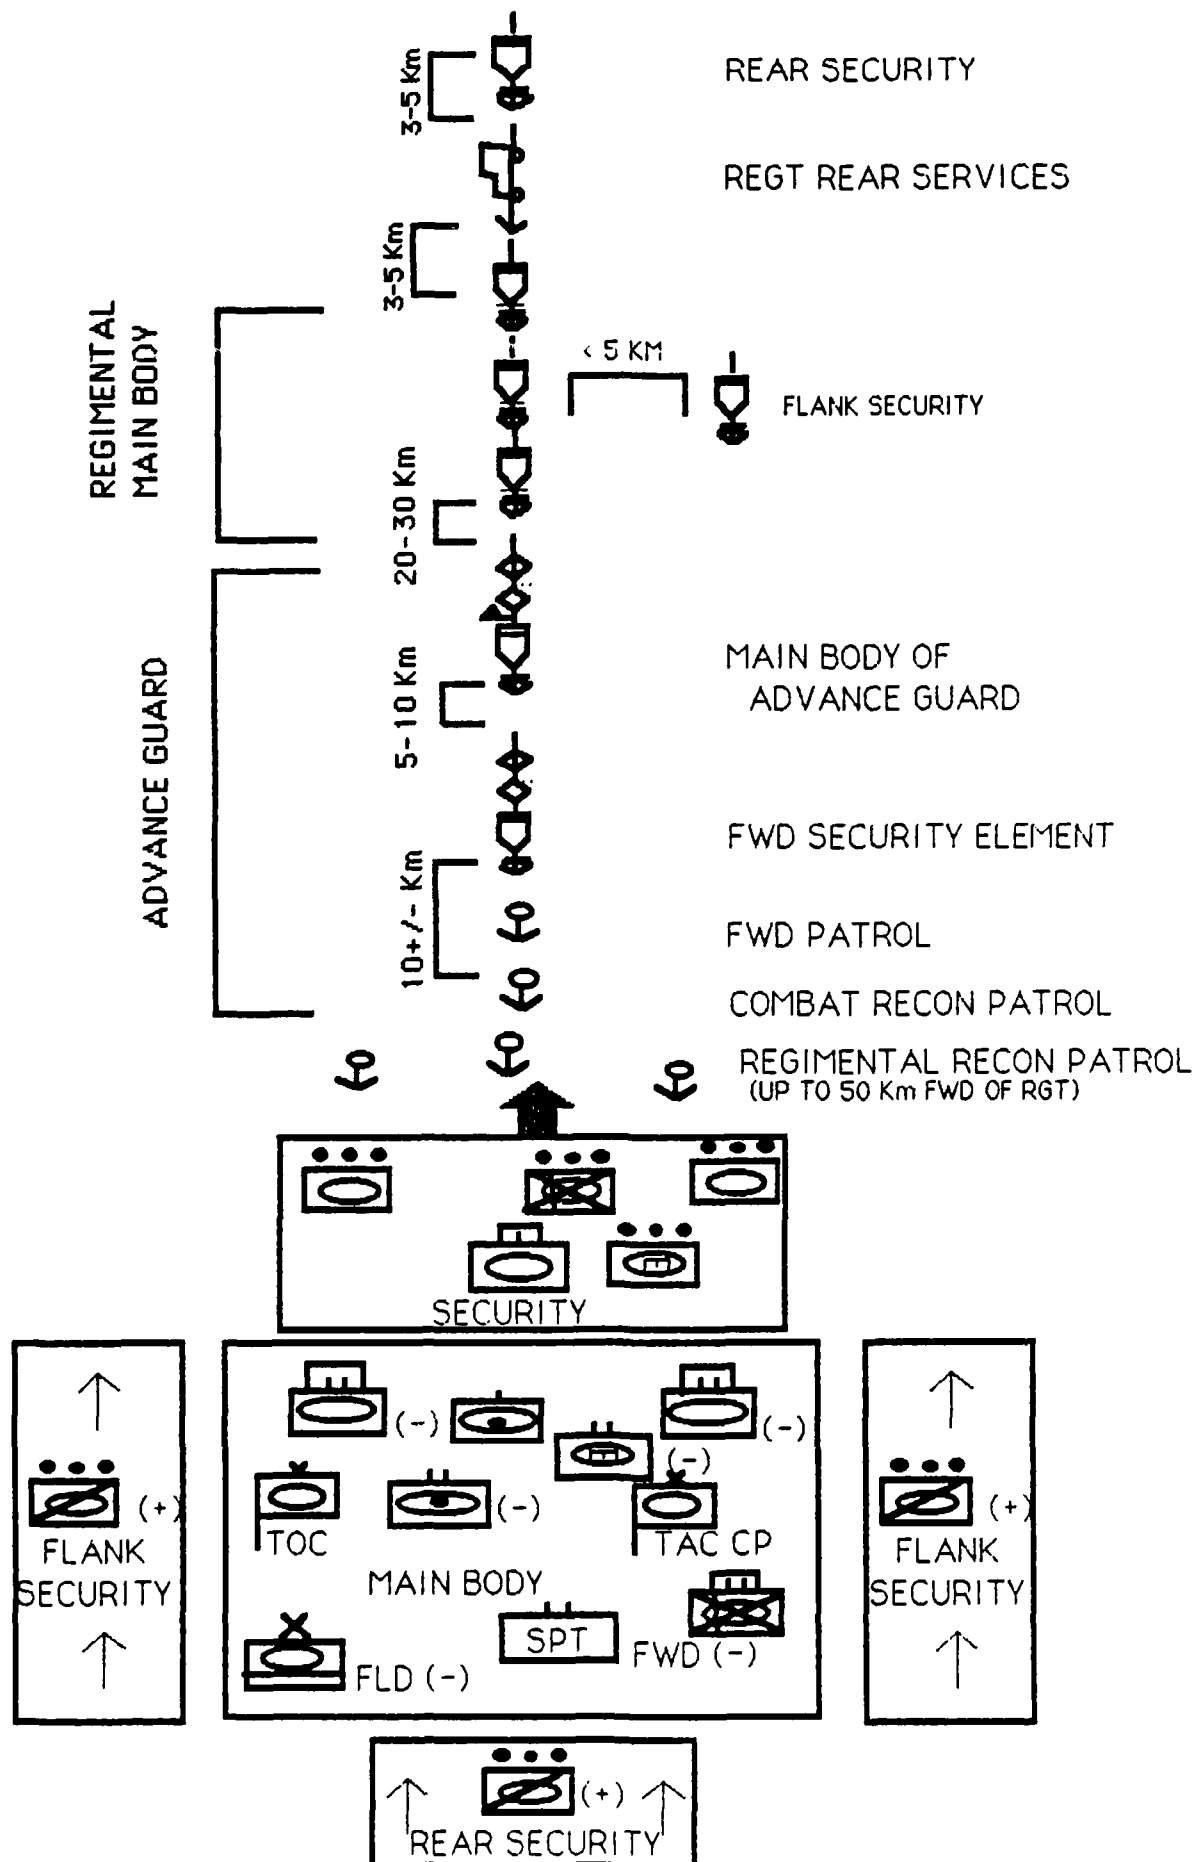 3-5 Km
REAR SECURITY
REGT REAR SERVICES
3-5 Km
REGIMENTAL
MAIN BODY
< 5 KM
FLANK SECURITY
20-30 Km
ADVANCE GUARD
5-10 Km
MAIN BODY OF
ADVANCE GUARD
FWD SECURITY ELEMENT
10+/- Km
FWD PATROL
COMBAT RECON PATROL
REGIMENTAL RECON PATROL
(UP TO 50 Km FWD OF RGT)
SECURITY
(-)
(-)
(-)
(-)
TOC
TAC CP
MAIN BODY
SPT
FWD (-)
FLD (-)
(+)
FLANK
SECURITY
(+)
FLANK
SECURITY
(+)
REAR SECURITY